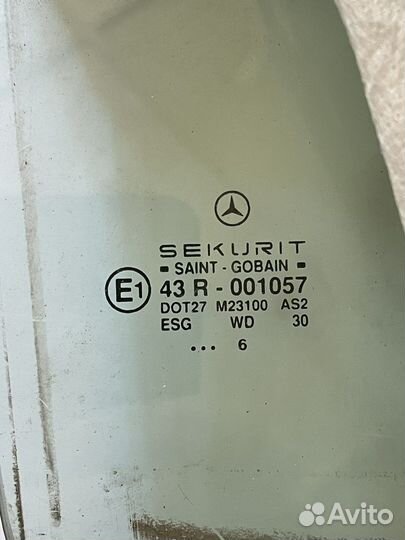 SEKURIT
SAINT - GOBAIN
E1 43 R - 001057
DOT27 M23100 AS2
ESG WD 30
... 6
Avito